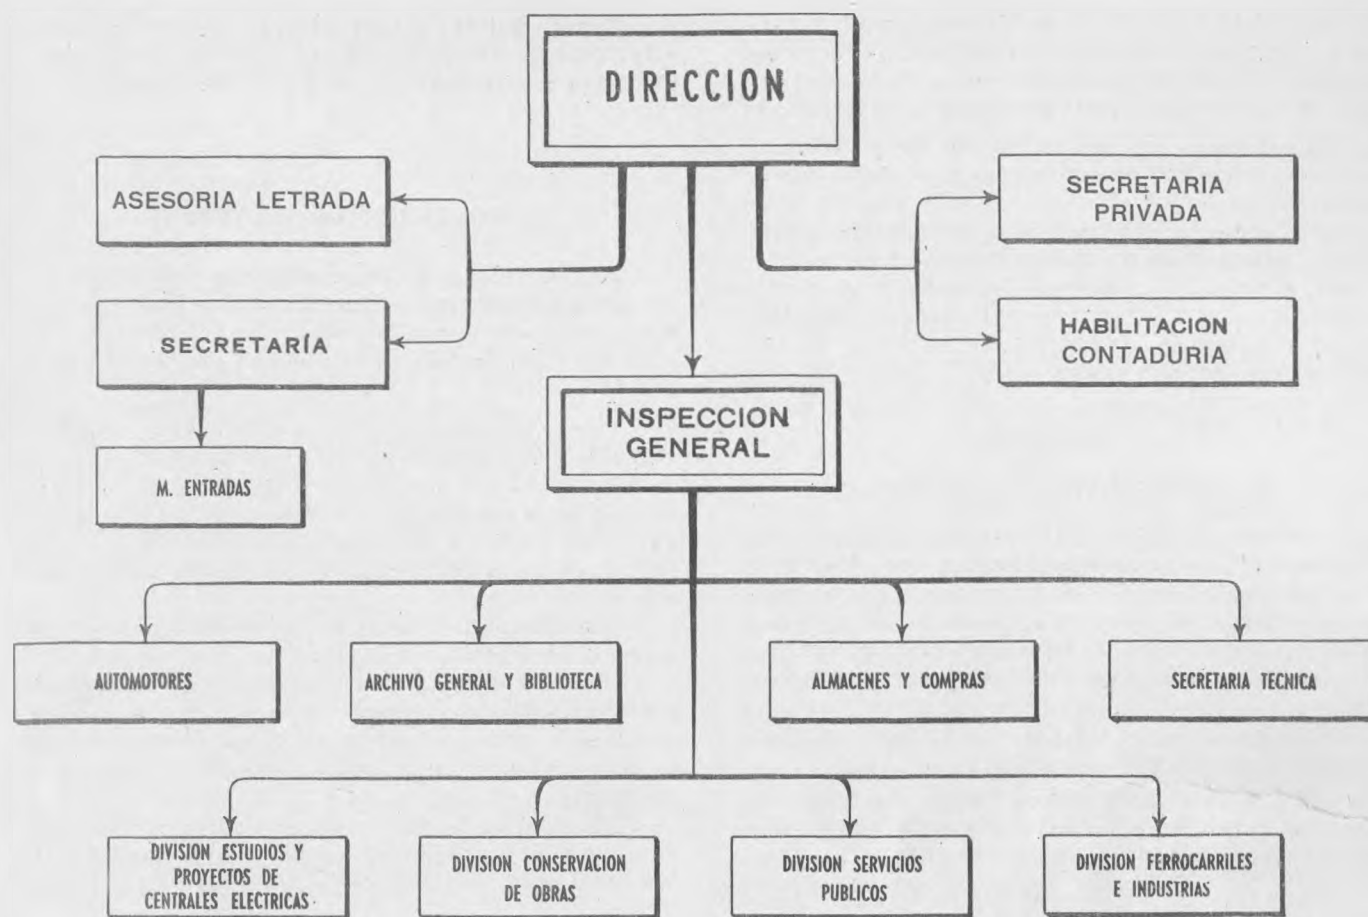 DIRECCION
ASESORIA LETRADA
SECRETARIA
PRIVADA
SECRETARÍA
HABILITACION
CONTADURIA
INSPECCION
GENERAL
M. ENTRADAS
AUTOMOTORES
ARCHIVO GENERAL Y BIBLIOTECA
ALMACENES Y COMPRAS
SECRETARIA TECNICA
DIVISION ESTUDIOS Y
PROYECTOS DE
CENTRALES ELECTRICAS
DIVISION CONSERVACION
DE OBRAS
DIVISION SERVICIOS
PUBLICOS
DIVISION FERROCARRILES
E INDUSTRIAS